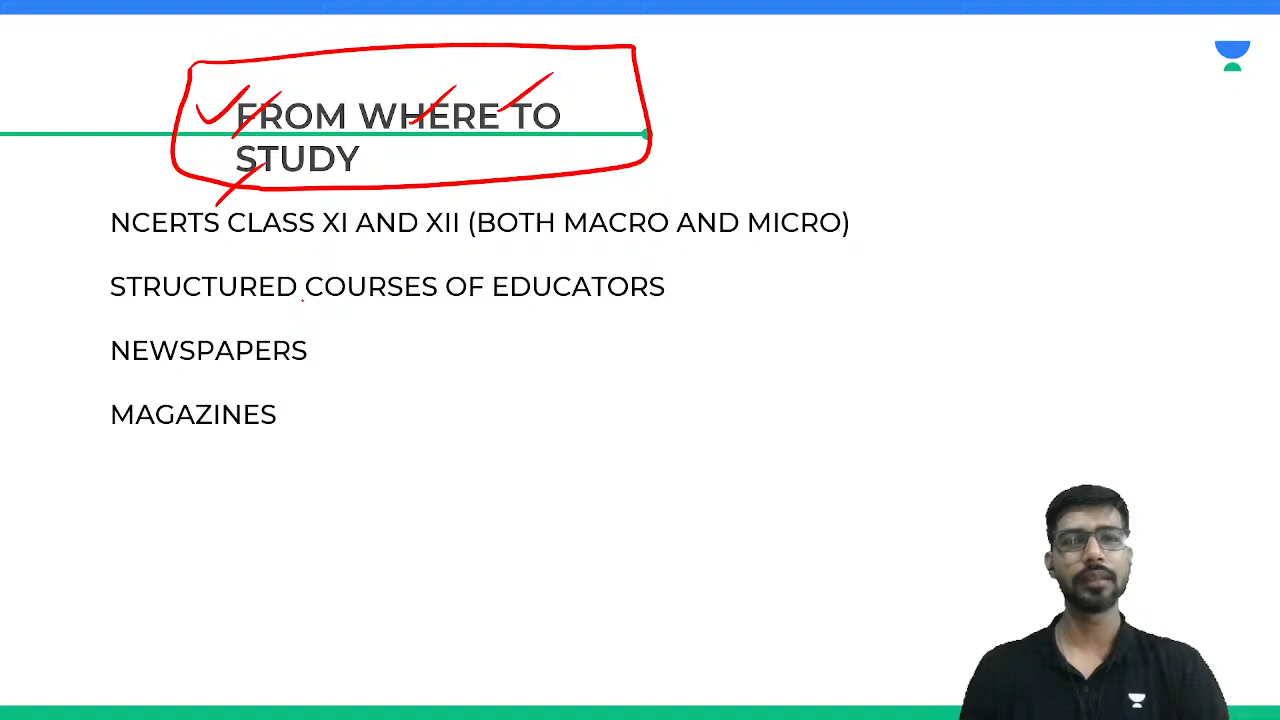 FROM WHERE TO
STUDY
NCERTS CLASS XI AND XII (BOTH MACRO AND MICRO)
STRUCTURED COURSES OF EDUCATORS
NEWSPAPERS
MAGAZINES